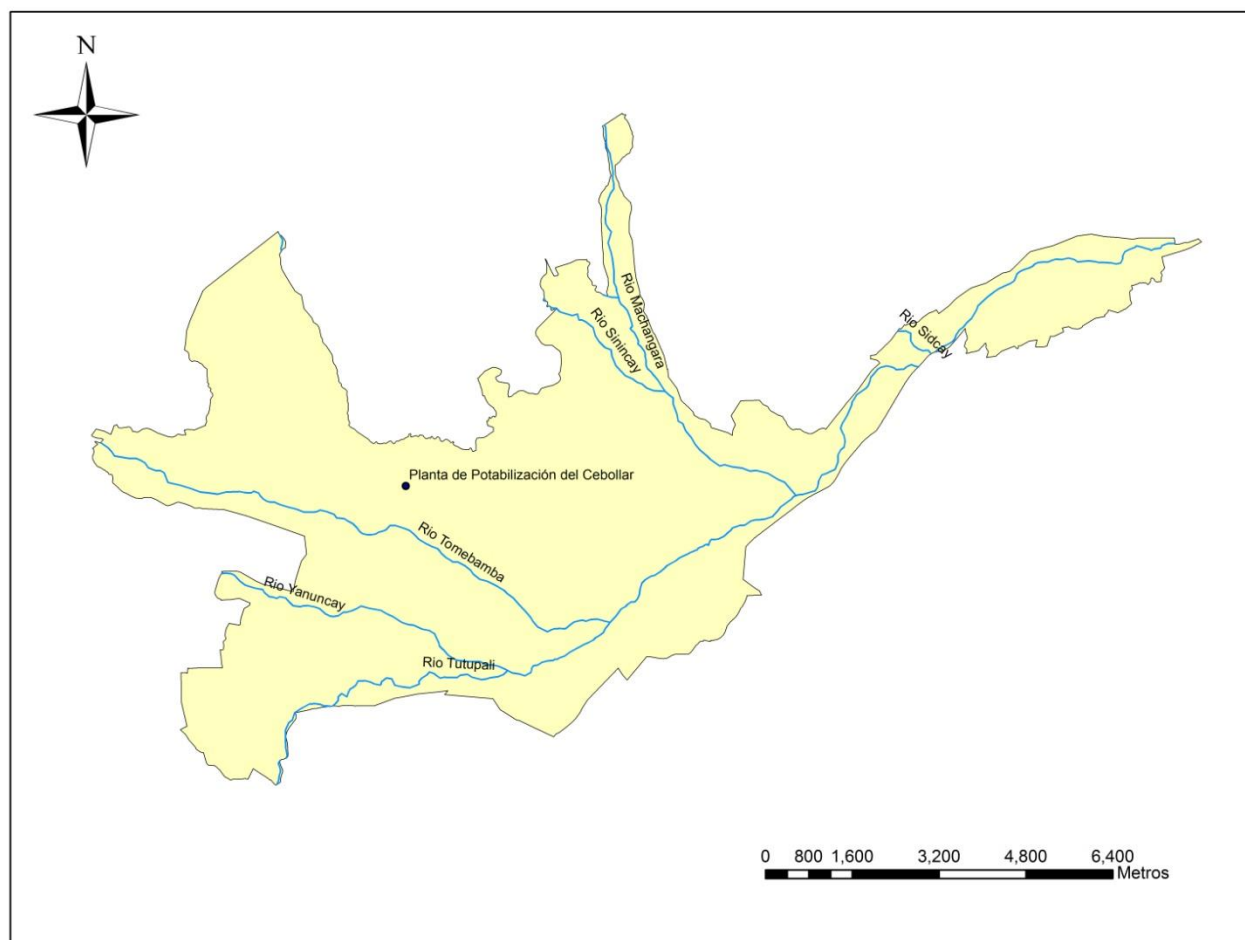 N
Rio Machangara
Rio Sinincay
Rio Sidcay
Planta de Potabilización del Cebollar
Rio Tomebamba
Rio Yanuncay
Rio Tutupali
0 800 1,600 3,200 4,800 6,400
Metros